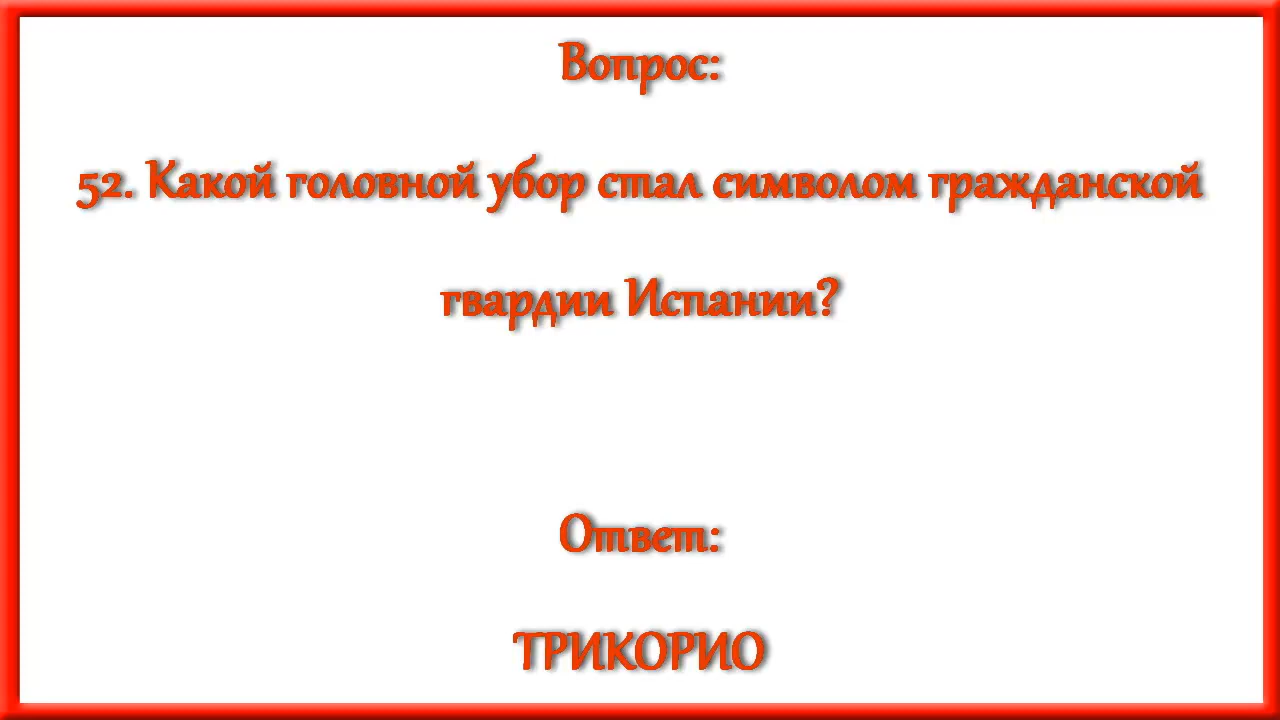 Вопрос:
52. Какой головной убор стал символом гражданской
гвардии Испании?
Ответ:
ТРИКОРИО